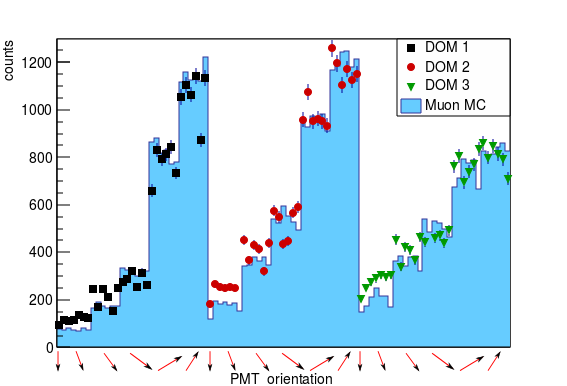 counts
1200
1000
800
600
400
200
0
DOM 1
DOM 2
DOM 3
Muon MC
PMT orientation